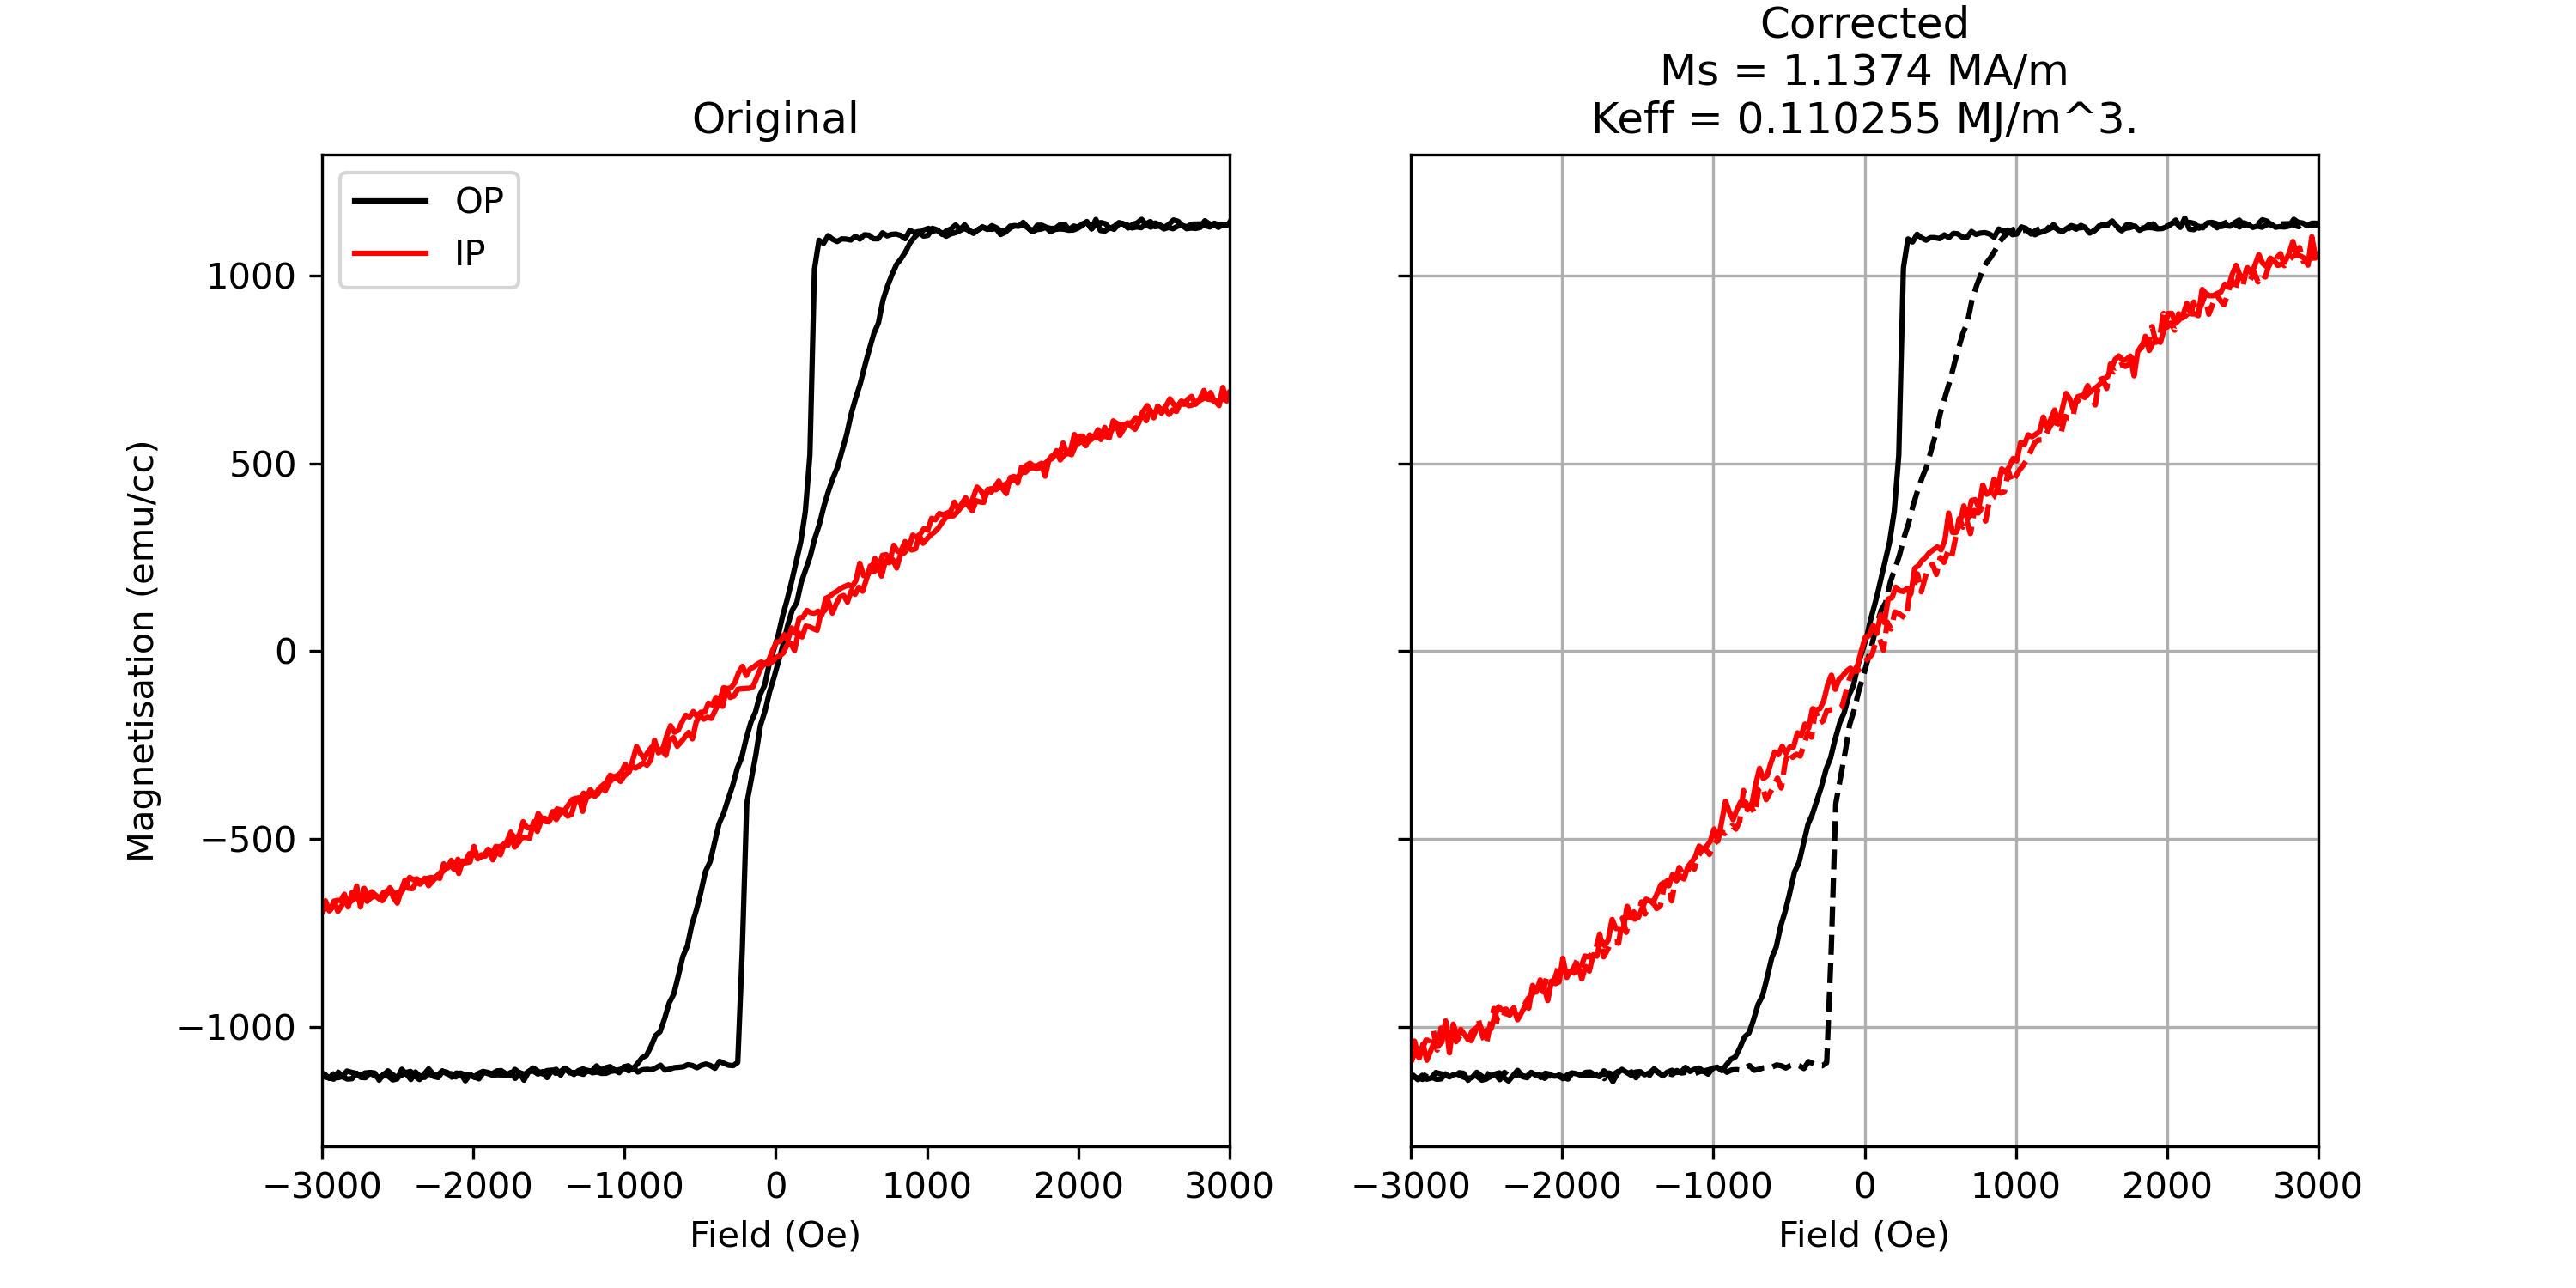 Original
OP
IP
1000
500
0
−500
−1000
Magnetisation (emu/cc)
−3000 −2000 −1000 0 1000 2000 3000
Field (Oe)
Corrected
Ms = 1.1374 MA/m
Keff = 0.110255 MJ/m^3.
−3000 −2000 −1000 0 1000 2000 3000
Field (Oe)